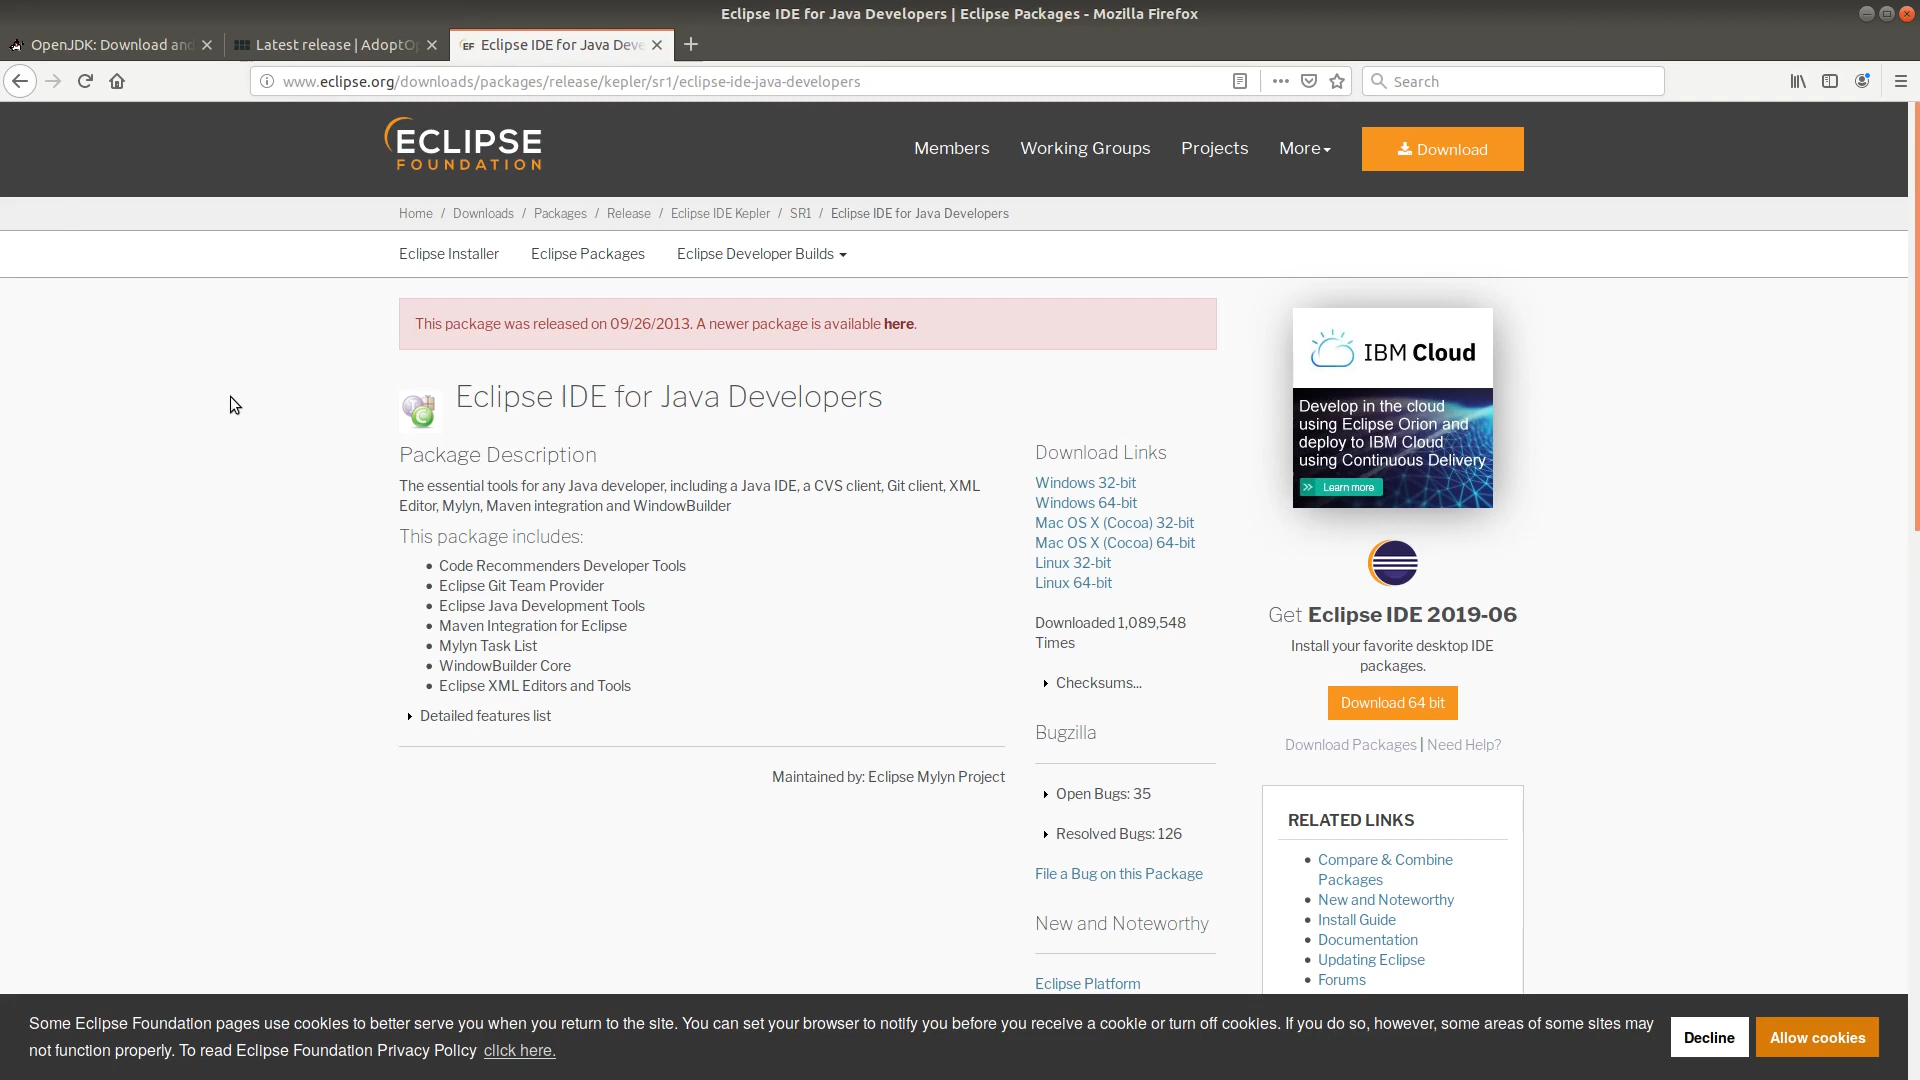 Eclipse IDE for Java Developers | Eclipse Packages - Mozilla Firefox
OpenJDK: Download and
Latest release | AdoptOp
EF Eclipse IDE for Java Deve
www.eclipse.org/downloads/packages/release/kepler/sr1/eclipse-ide-java-developers
Search
ECLIPSE
FOUNDATION
Members
Working Groups
Projects
More
Download
Home / Downloads / Packages / Release / Eclipse IDE Kepler / SR1 / Eclipse IDE for Java Developers
Eclipse Installer
Eclipse Packages
Eclipse Developer Builds
This package was released on 09/26/2013. A newer package is available here.
Eclipse IDE for Java Developers
Package Description
The essential tools for any Java developer, including a Java IDE, a CVS client, Git client, XML
Editor, Mylyn, Maven integration and WindowBuilder
This package includes:
• Code Recommenders Developer Tools
• Eclipse Git Team Provider
• Eclipse Java Development Tools
• Maven Integration for Eclipse
• Mylyn Task List
• WindowBuilder Core
• Eclipse XML Editors and Tools
Detailed features list
Maintained by: Eclipse Mylyn Project
Download Links
Windows 32-bit
Windows 64-bit
Mac OS X (Cocoa) 32-bit
Mac OS X (Cocoa) 64-bit
Linux 32-bit
Linux 64-bit
Downloaded 1,089,548
Times
Checksums...
Bugzilla
Open Bugs: 35
Resolved Bugs: 126
File a Bug on this Package
New and Noteworthy
Eclipse Platform
IBM Cloud
Develop in the cloud
using Eclipse Orion and
deploy to IBM Cloud
using Continuous Delivery
Learn more
Get Eclipse IDE 2019-06
Install your favorite desktop IDE
packages.
Download 64 bit
Download Packages | Need Help?
RELATED LINKS
• Compare & Combine
Packages
• New and Noteworthy
• Install Guide
• Documentation
• Updating Eclipse
• Forums
Some Eclipse Foundation pages use cookies to better serve you when you return to the site. You can set your browser to notify you before you receive a cookie or turn off cookies. If you do so, however, some areas of some sites may
not function properly. To read Eclipse Foundation Privacy Policy click here.
Decline
Allow cookies